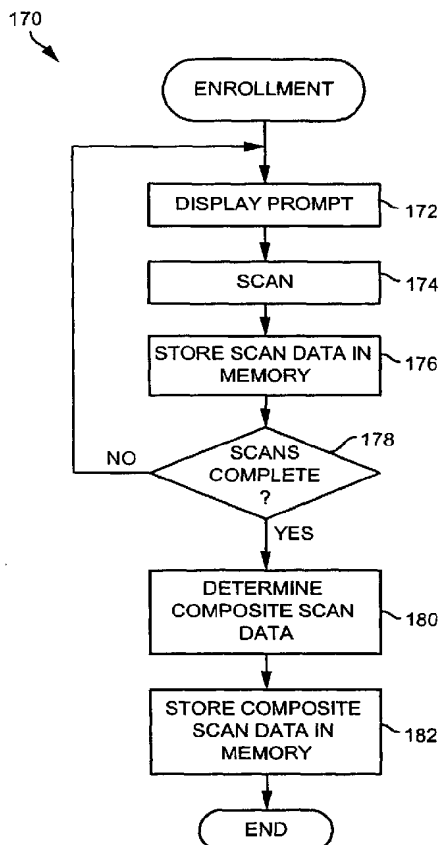 170
ENROLLMENT
DISPLAY PROMPT
172
SCAN
174
STORE SCAN DATA IN
MEMORY
176
SCANS
COMPLETE
?
178
NO
YES
DETERMINE
COMPOSITE SCAN
DATA
180
STORE COMPOSITE
SCAN DATA IN
MEMORY
182
END